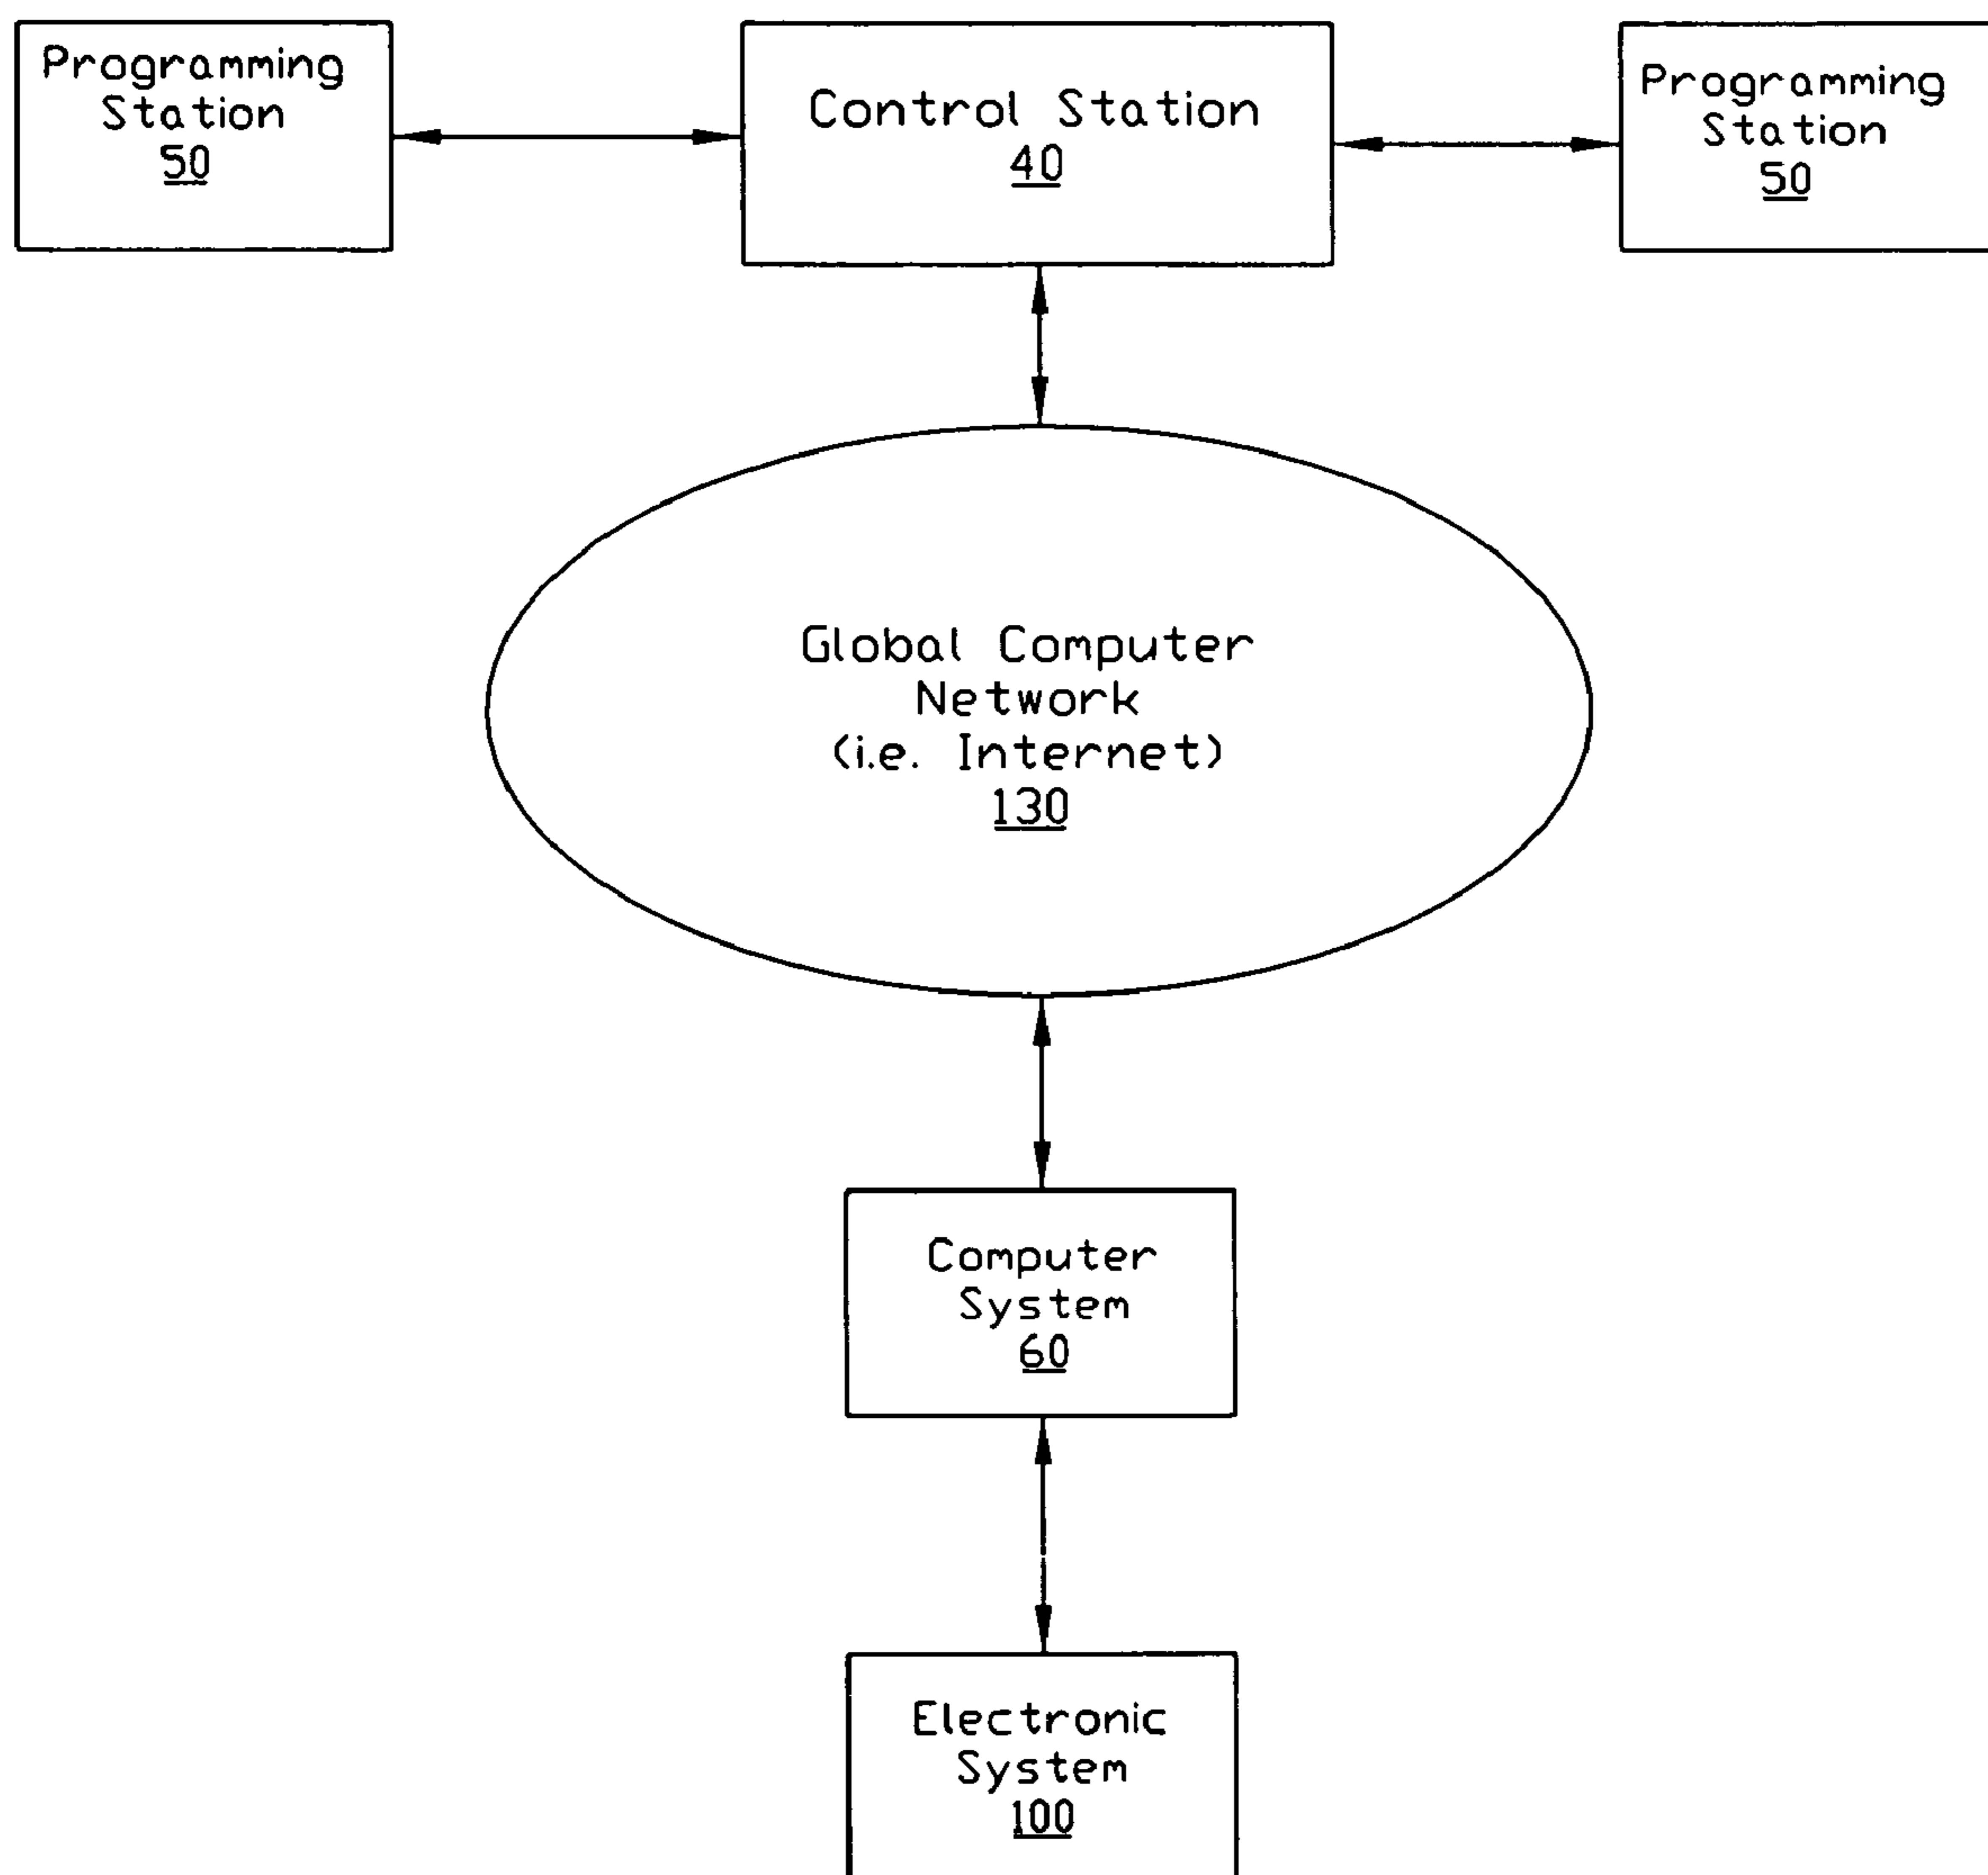 Programming
Station
50
Control Station
40
Programming
Station
50
Global Computer
Network
(i.e. Internet)
130
Computer
System
60
Electronic
System
100